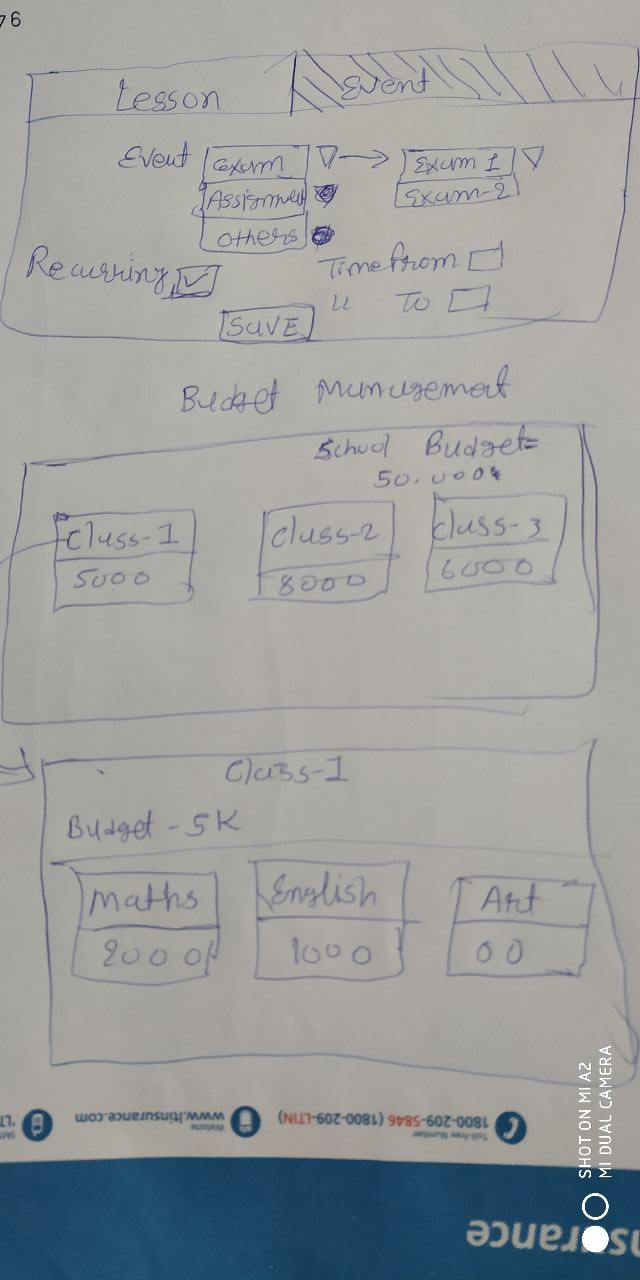 76
Lesson Event
Event Exam Exam 1
Assignment Exam-2
Others
Recurring Time From
" To
SAVE
Budget Management
School Budget=
50.000
Class-1 Class-2 Class-3
5000 8000 6000
Class-1
Budget - 5K
Maths English Art
2000 1000 00
Toll-free Number
1800-209-5846 (1800-209-LTIN)
Website
www.ltinsurance.com
surance
SHOT ON MI A2
MI DUAL CAMERA